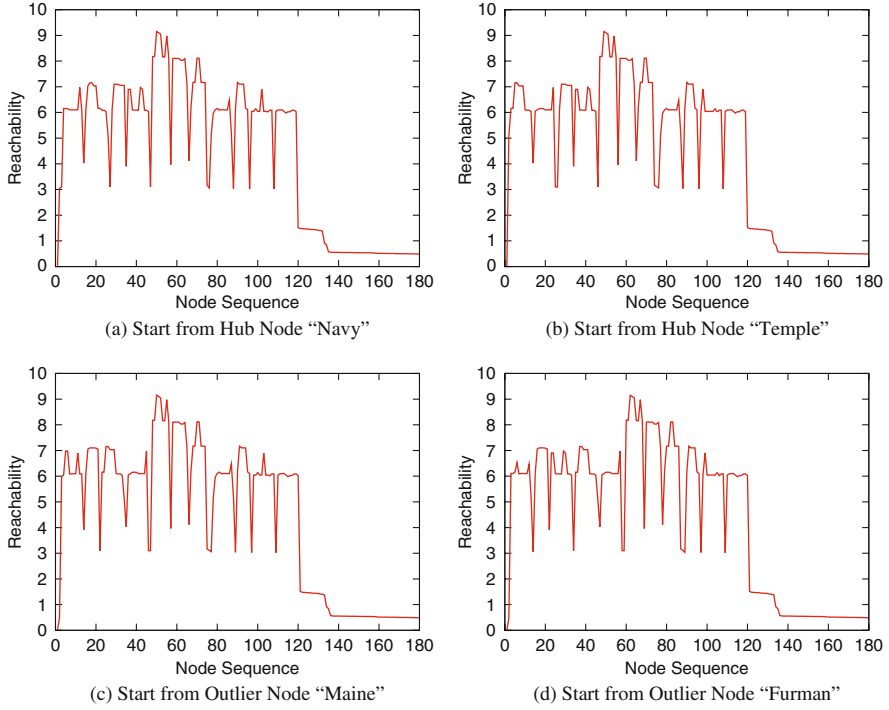 10
9
8
7
6
5
4
3
2
1
0
Reachability
0 20 40 60 80 100 120 140 160 180
Node Sequence
(a) Start from Hub Node “Navy”
10
9
8
7
6
5
4
3
2
1
0
Reachability
0 20 40 60 80 100 120 140 160 180
Node Sequence
(b) Start from Hub Node “Temple”
10
9
8
7
6
5
4
3
2
1
0
Reachability
0 20 40 60 80 100 120 140 160 180
Node Sequence
(c) Start from Outlier Node “Maine”
10
9
8
7
6
5
4
3
2
1
0
Reachability
0 20 40 60 80 100 120 140 160 180
Node Sequence
(d) Start from Outlier Node “Furman”